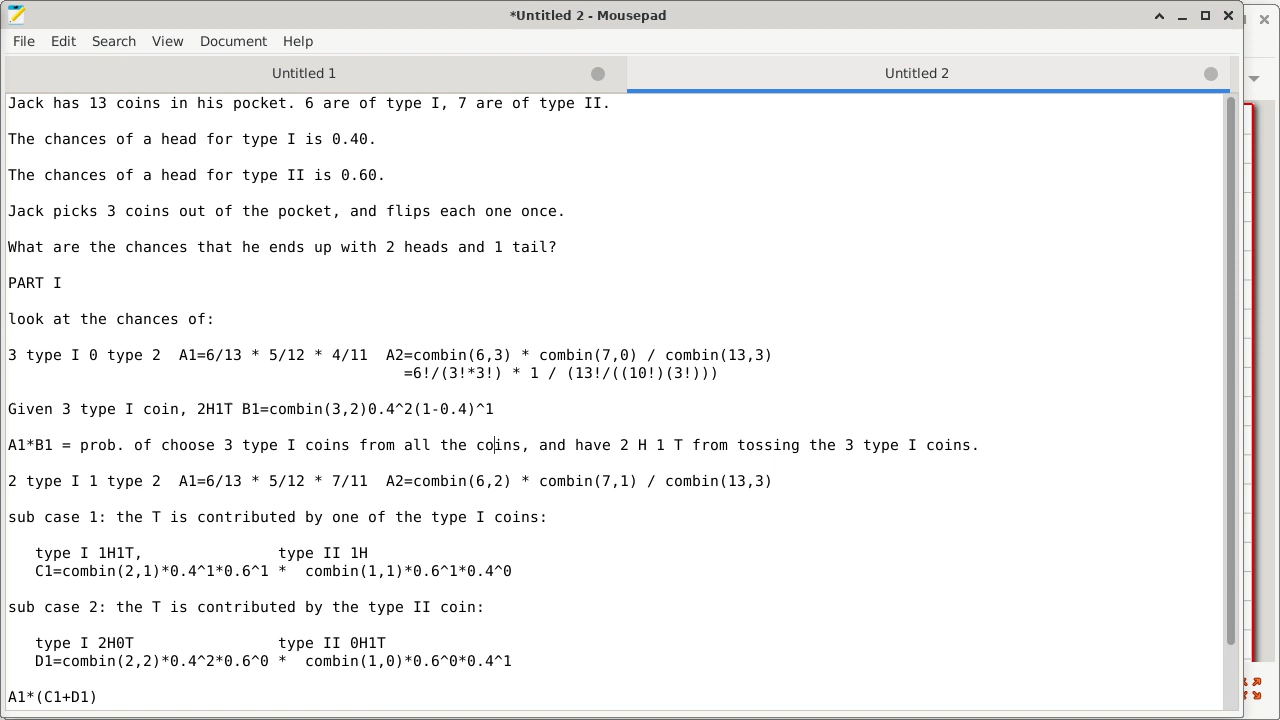 *Untitled 2 - Mousepad
File Edit Search View Document Help
Untitled 1 Untitled 2
Jack has 13 coins in his pocket. 6 are of type I, 7 are of type II.
The chances of a head for type I is 0.40.
The chances of a head for type II is 0.60.
Jack picks 3 coins out of the pocket, and flips each one once.
What are the chances that he ends up with 2 heads and 1 tail?
PART I
look at the chances of:
3 type I 0 type 2  A1=6/13 * 5/12 * 4/11  A2=combin(6,3) * combin(7,0) / combin(13,3)
=6!/(3!*3!) * 1 / (13!/((10!)(3!)))
Given 3 type I coin, 2H1T B1=combin(3,2)0.4^2(1-0.4)^1
A1*B1 = prob. of choose 3 type I coins from all the coins, and have 2 H 1 T from tossing the 3 type I coins.
2 type I 1 type 2  A1=6/13 * 5/12 * 7/11  A2=combin(6,2) * combin(7,1) / combin(13,3)
sub case 1: the T is contributed by one of the type I coins:
type I 1H1T,               type II 1H
C1=combin(2,1)*0.4^1*0.6^1 *  combin(1,1)*0.6^1*0.4^0
sub case 2: the T is contributed by the type II coin:
type I 2H0T                type II 0H1T
D1=combin(2,2)*0.4^2*0.6^0 *  combin(1,0)*0.6^0*0.4^1
A1*(C1+D1)